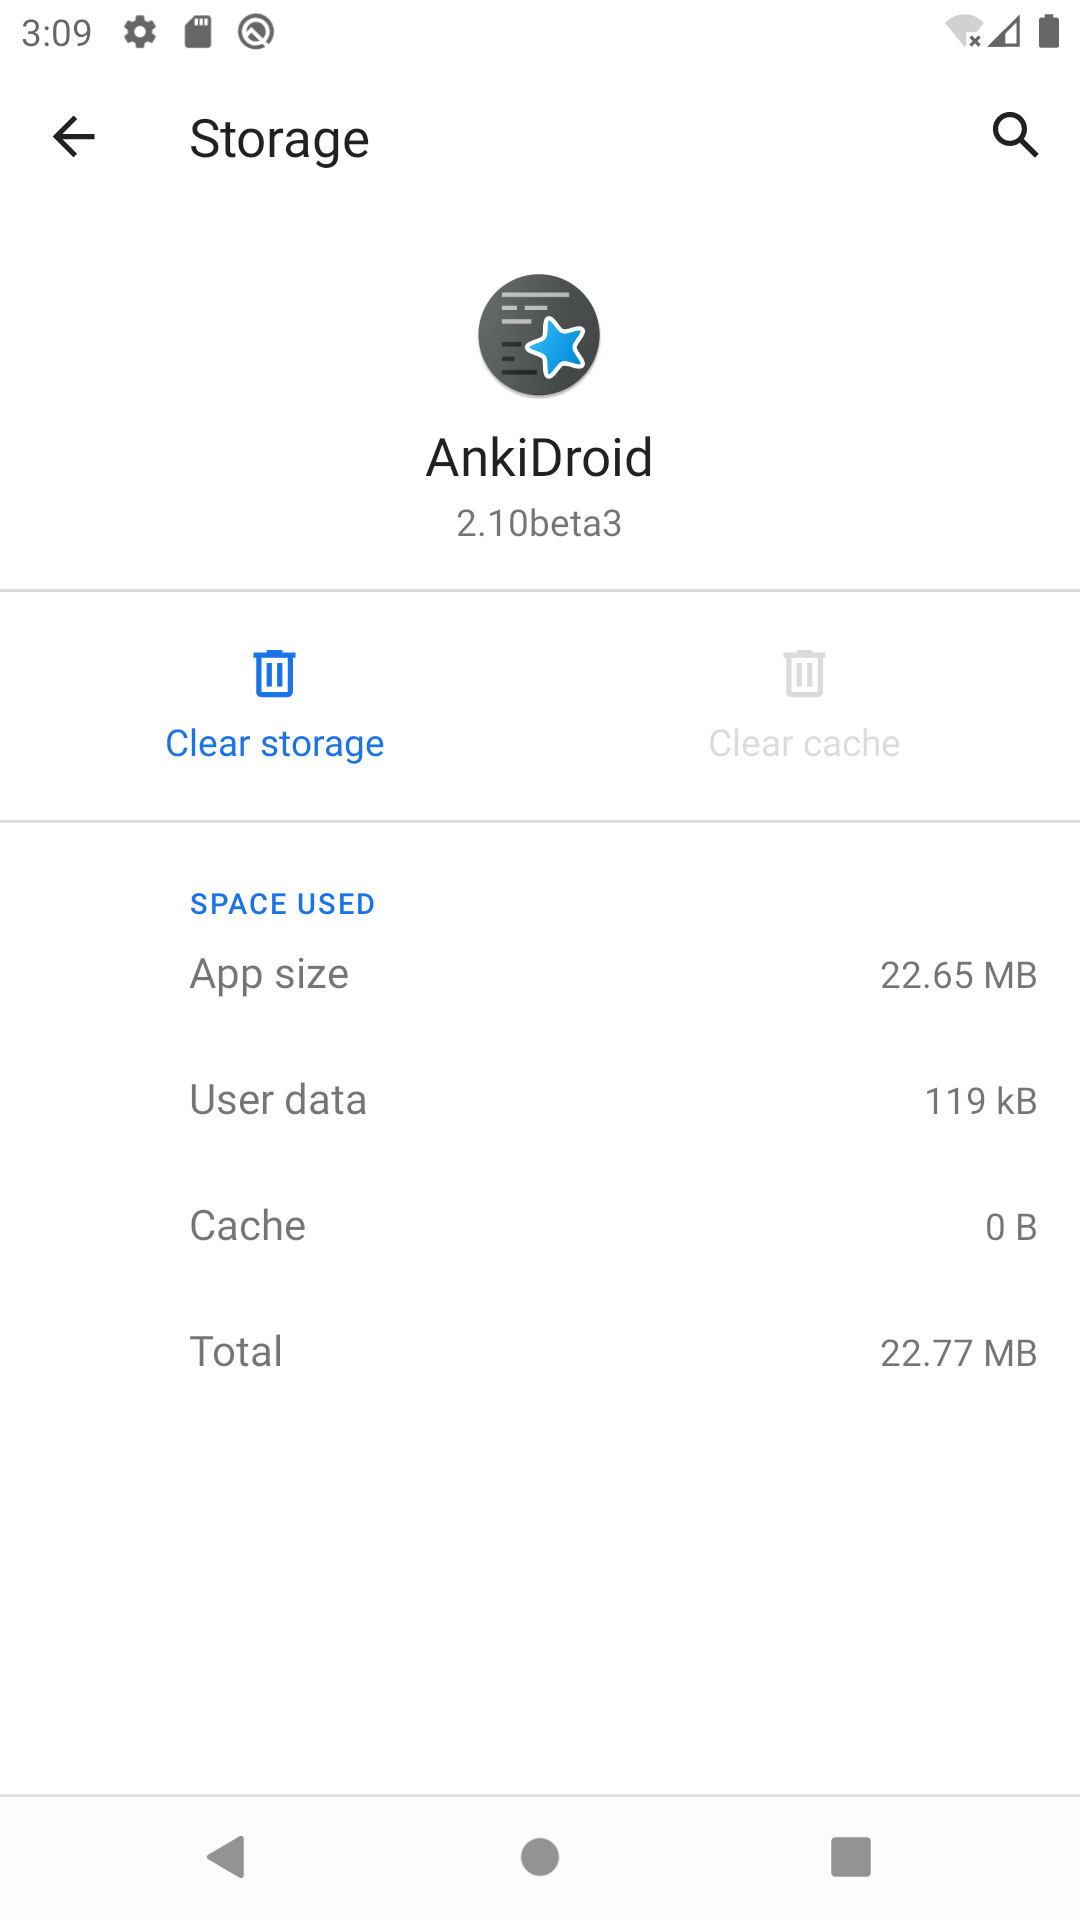 3:09
Storage
AnkiDroid
2.10beta3
Clear storage
Clear cache
SPACE USED
App size
22.65 MB
User data
119 kB
Cache
0 B
Total
22.77 MB